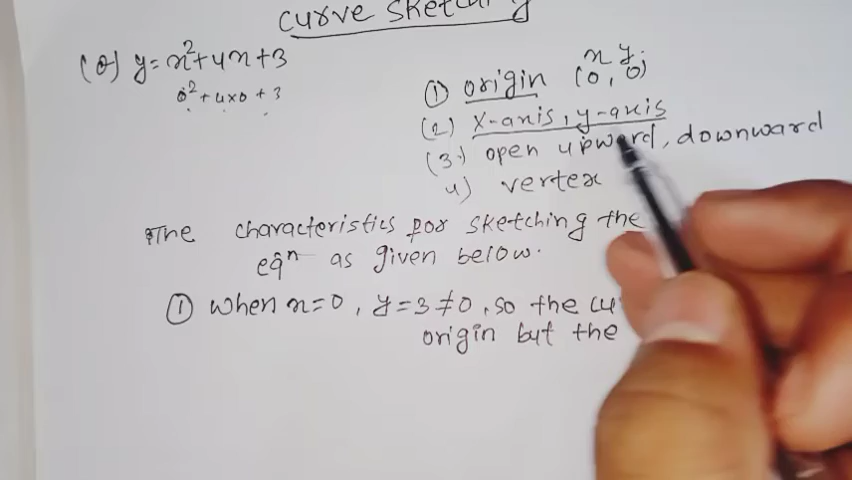 curve sketching
(Q) y=x²+4x+3
0²+4×0+3
x y
① origin (0,0)
(2) x-axis, y-axis
(3) open upward, downward
4) vertex
The characteristics for sketching the
eqⁿ as given below.
① when x=0, y=3≠0, so the
origin but the